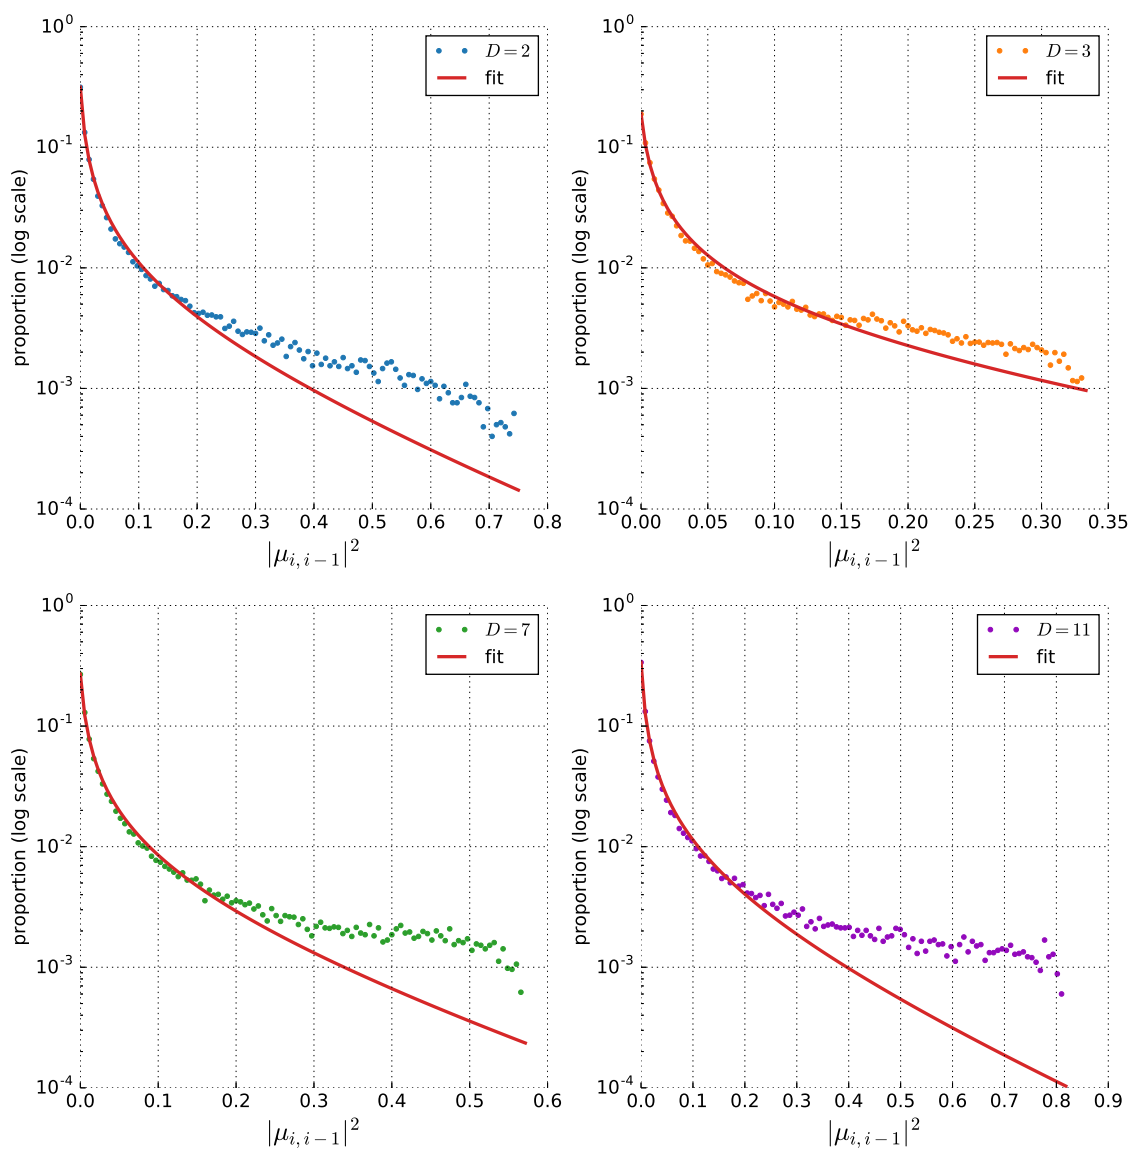 10^0
D = 2
fit
10^-1
10^-2
10^-3
10^-4
proportion (log scale)
0.0 0.1 0.2 0.3 0.4 0.5 0.6 0.7 0.8
|μ_{i, i−1}|^2
10^0
D = 3
fit
10^-1
10^-2
10^-3
10^-4
proportion (log scale)
0.00 0.05 0.10 0.15 0.20 0.25 0.30 0.35
|μ_{i, i−1}|^2
10^0
D = 7
fit
10^-1
10^-2
10^-3
10^-4
proportion (log scale)
0.0 0.1 0.2 0.3 0.4 0.5 0.6
|μ_{i, i−1}|^2
10^0
D = 11
fit
10^-1
10^-2
10^-3
10^-4
proportion (log scale)
0.0 0.1 0.2 0.3 0.4 0.5 0.6 0.7 0.8 0.9
|μ_{i, i−1}|^2